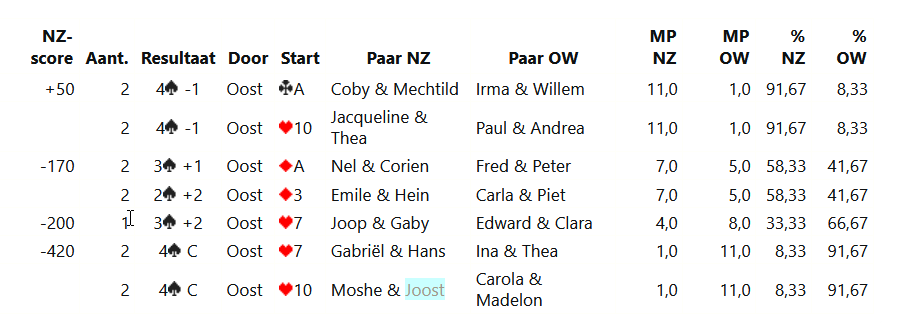 NZ-score Aant. Resultaat Door Start Paar NZ Paar OW MP NZ MP OW % NZ % OW
+50 2 4♠ -1 Oost ♣A Coby & Mechtild Irma & Willem 11,0 1,0 91,67 8,33
2 4♠ -1 Oost ♥10 Jacqueline & Thea Paul & Andrea 11,0 1,0 91,67 8,33
-170 2 3♠ +1 Oost ♦A Nel & Corien Fred & Peter 7,0 5,0 58,33 41,67
2 2♠ +2 Oost ♦3 Emile & Hein Carla & Piet 7,0 5,0 58,33 41,67
-200 1 3♠ +2 Oost ♥7 Joop & Gaby Edward & Clara 4,0 8,0 33,33 66,67
-420 2 4♠ C Oost ♥7 Gabriël & Hans Ina & Thea 1,0 11,0 8,33 91,67
2 4♠ C Oost ♥10 Moshe & Joost Carola & Madelon 1,0 11,0 8,33 91,67